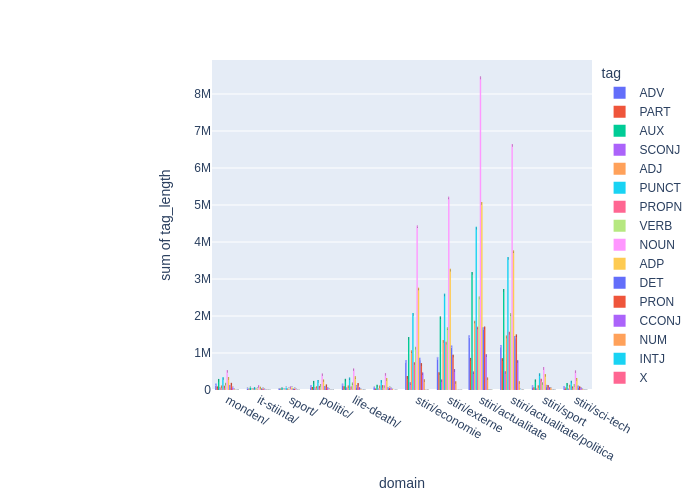 tag
ADV
PART
AUX
SCONJ
ADJ
PUNCT
PROPN
VERB
NOUN
ADP
DET
PRON
CCONJ
NUM
INTJ
X
sum of tag_length
8M
7M
6M
5M
4M
3M
2M
1M
0
monden/
it-stiinta/
sport/
politic/
life-death/
stiri/economie
stiri/externe
stiri/actualitate
stiri/actualitate/politica
stiri/sport
stiri/sci-tech
domain